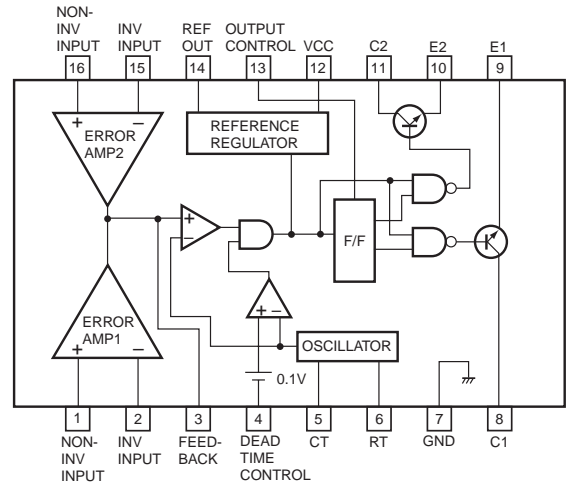 NON-
INV
INPUT
INV
INPUT
REF
OUT
OUTPUT
CONTROL
VCC
C2
E2
E1
16
15
14
13
12
11
10
9
+
−
ERROR
AMP2
REFERENCE
REGULATOR
+
−
F/F
ERROR
AMP1
+
−
+
−
OSCILLATOR
0.1V
1
2
3
4
5
6
7
8
NON-
INV
INPUT
INV
INPUT
FEED-
BACK
DEAD
TIME
CONTROL
CT
RT
GND
C1